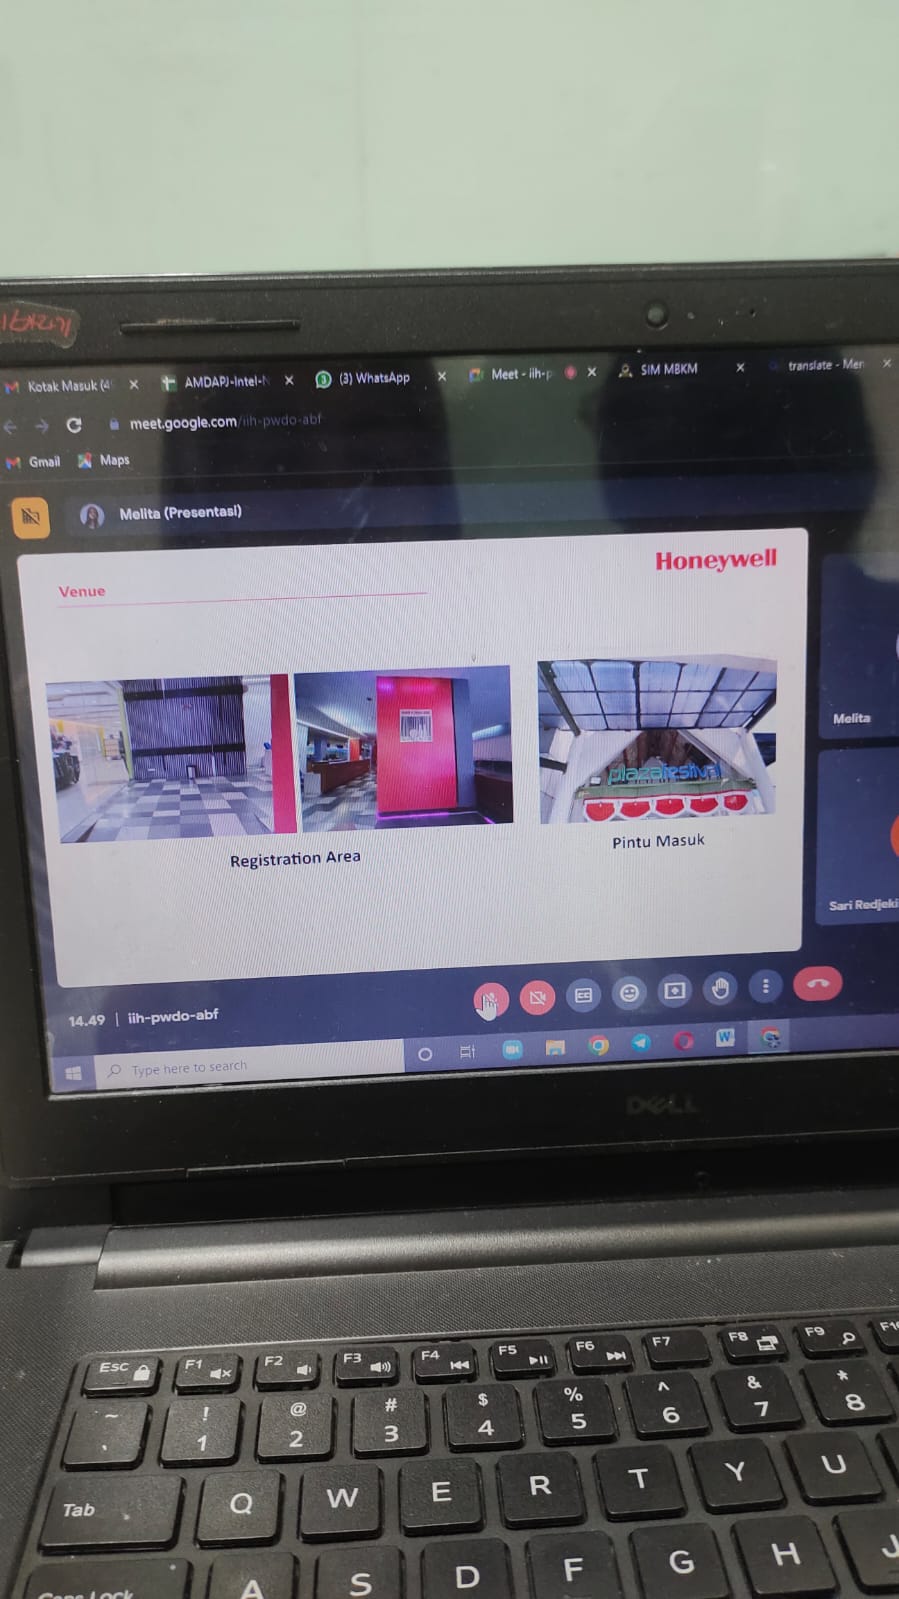 Kotak Masuk (4
AMDAPJ-Intel-N
(3) WhatsApp
Meet - iih-p
SIM MBKM
translate - Men
meet.google.com/iih-pwdo-abf
Gmail
Maps
Melita (Presentasi)
Honeywell
Venue
plazafestival
Registration Area
Pintu Masuk
Melita
Sari Redjeki
14.49 | iih-pwdo-abf
Type here to search
DELL
Esc F1 F2 F3 F4 F5 F6 F7 F8 F9 F10
~ ! @ # $ % ^ & *
` 1 2 3 4 5 6 7 8
Tab Q W E R T Y U
Caps Lock A S D F G H J